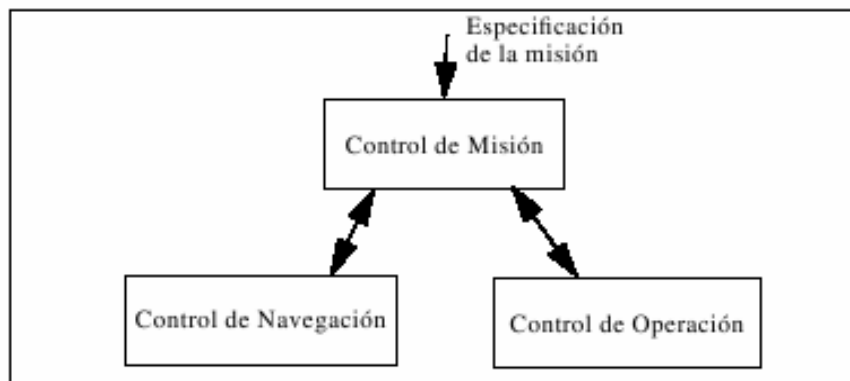 Especificación
de la misión
Control de Misión
Control de Navegación
Control de Operación